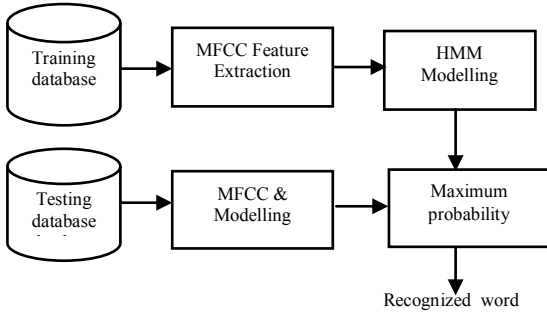 Training
database
MFCC Feature
Extraction
HMM
Modelling
Testing
database
MFCC &
Modelling
Maximum
probability
Recognized word